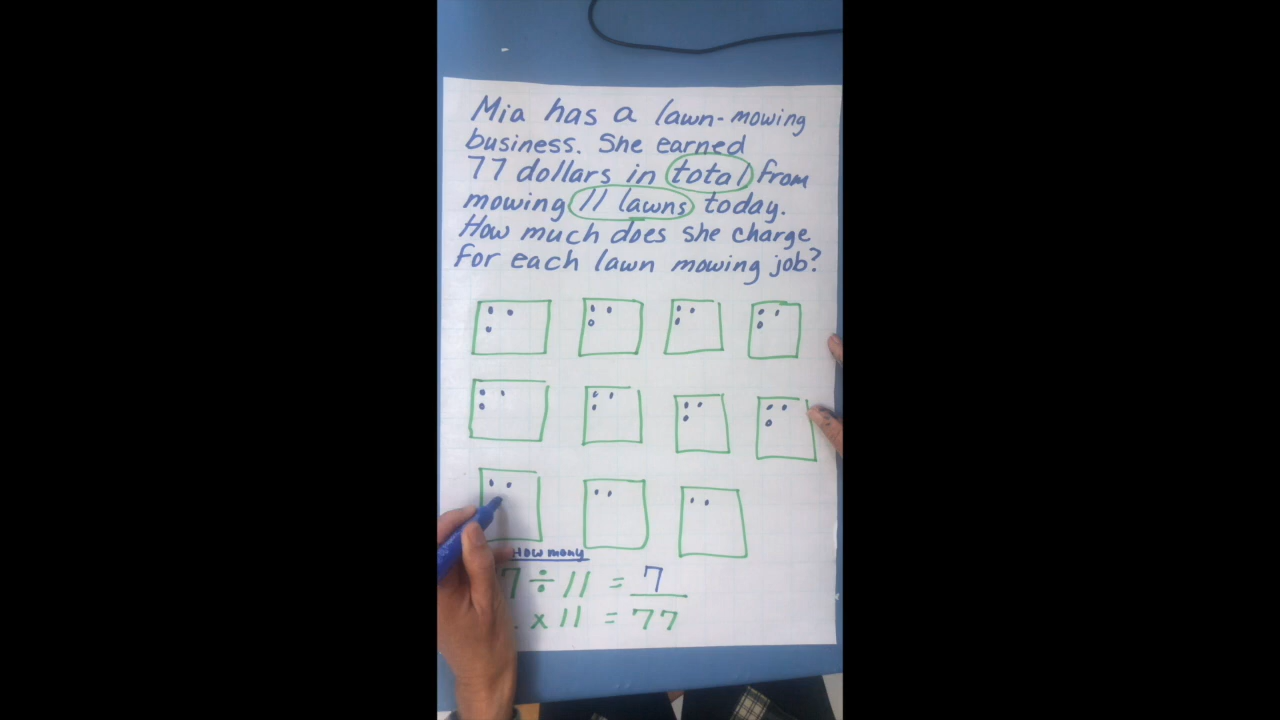 Mia has a lawn-mowing
business. She earned
77 dollars in total from
mowing 11 lawns today.
How much does she charge
for each lawn mowing job?
How many
7 ÷ 11 = 7
x 11 = 77